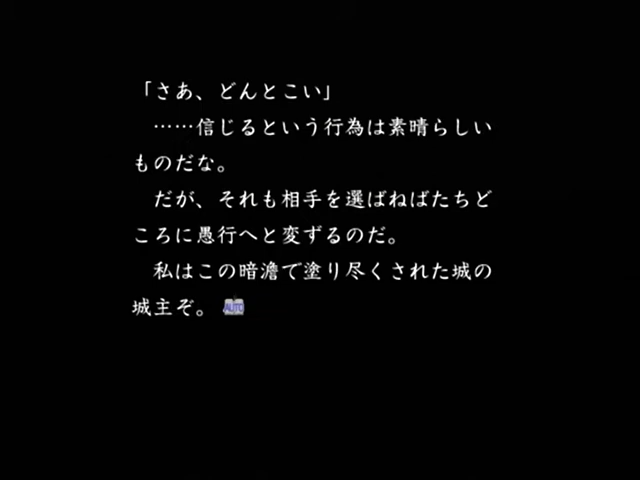 「さあ、どんとこい」
……信じるという行為は素晴らしい
ものだな。
だが、それも相手を選ばねばたちど
ころに愚行へと変ずるのだ。
私はこの暗澹で塗り尽くされた城の
城主ぞ。 AUTO